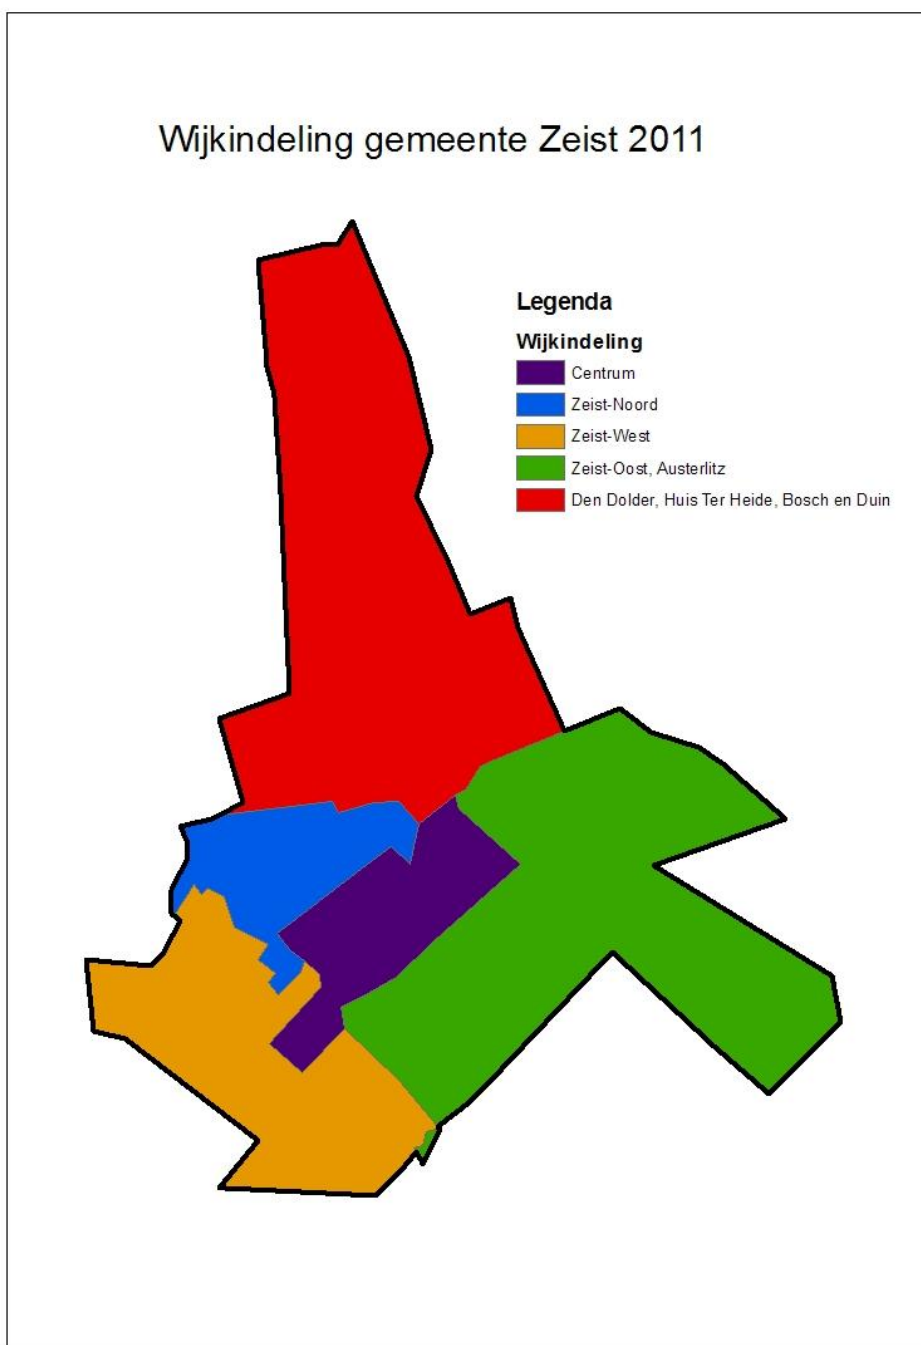 Wijkindeling gemeente Zeist 2011
Legenda
Wijkindeling
Centrum
Zeist-Noord
Zeist-West
Zeist-Oost, Austerlitz
Den Dolder, Huis Ter Heide, Bosch en Duin